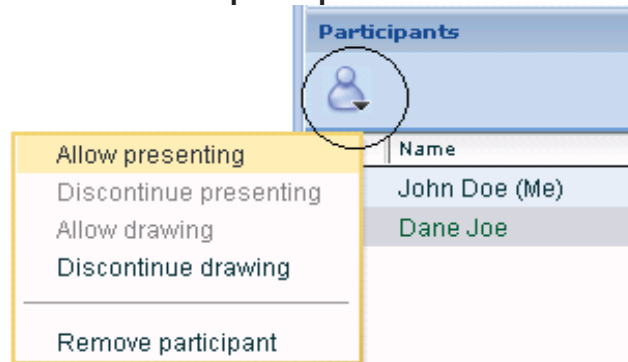 Participants
Name
John Doe (Me)
Dane Joe
Allow presenting
Discontinue presenting
Allow drawing
Discontinue drawing
Remove participant